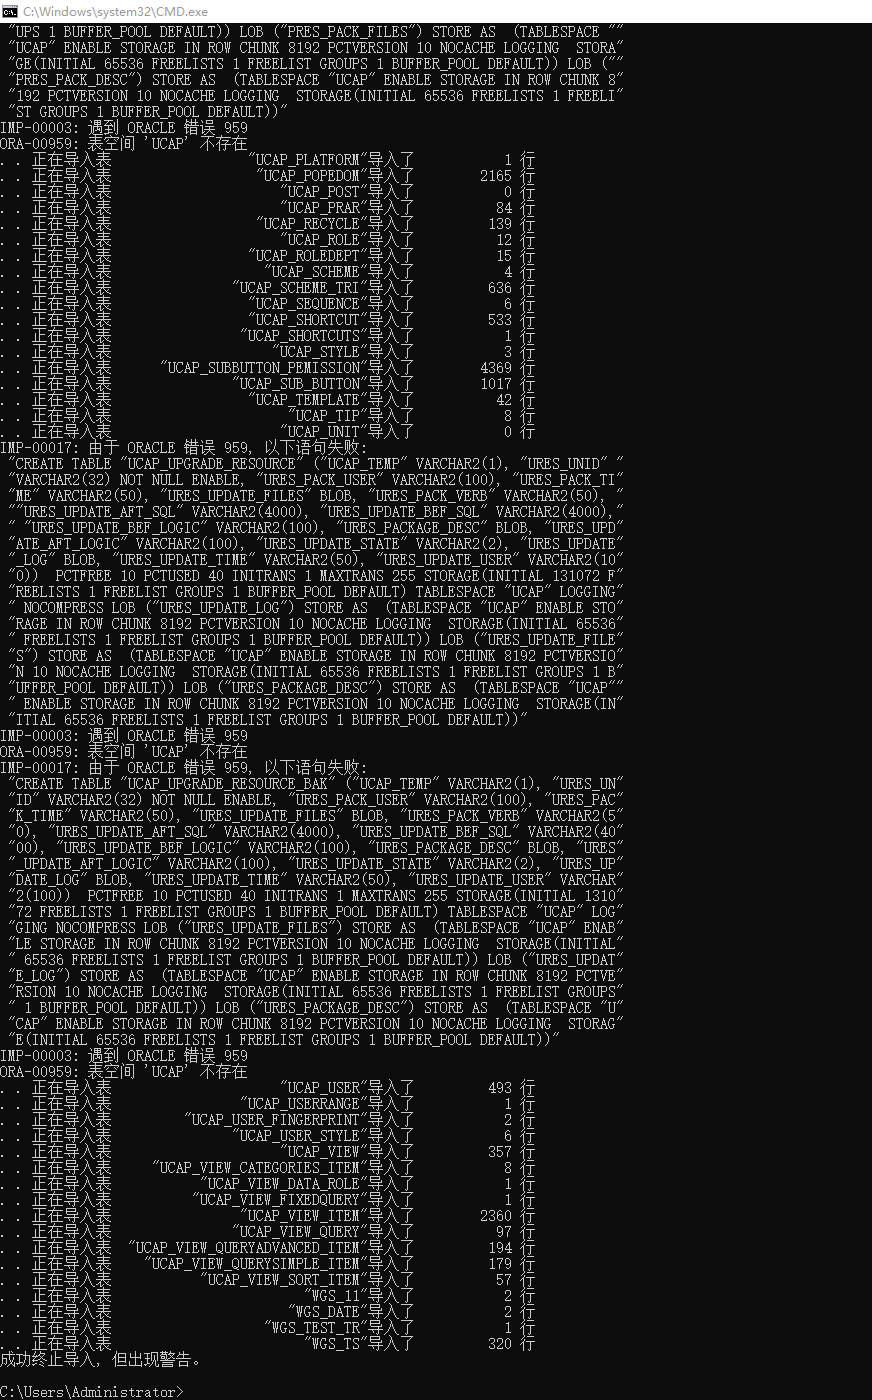 C:\Windows\system32\CMD.exe
"UPS 1 BUFFER_POOL DEFAULT)) LOB ("PRES_PACK_FILES") STORE AS  (TABLESPACE ""
"UCAP" ENABLE STORAGE IN ROW CHUNK 8192 PCTVERSION 10 NOCACHE LOGGING  STORA"
"GE(INITIAL 65536 FREELISTS 1 FREELIST GROUPS 1 BUFFER_POOL DEFAULT)) LOB (""
"PRES_PACK_DESC") STORE AS  (TABLESPACE "UCAP" ENABLE STORAGE IN ROW CHUNK 8"
"192 PCTVERSION 10 NOCACHE LOGGING  STORAGE(INITIAL 65536 FREELISTS 1 FREELI"
"ST GROUPS 1 BUFFER_POOL DEFAULT))"
IMP-00003: 遇到 ORACLE 错误 959
ORA-00959: 表空间 'UCAP' 不存在
. . 正在导入表 "UCAP_PLATFORM"导入了 1 行
. . 正在导入表 "UCAP_POPEDOM"导入了 2165 行
. . 正在导入表 "UCAP_POST"导入了 0 行
. . 正在导入表 "UCAP_PRAR"导入了 84 行
. . 正在导入表 "UCAP_RECYCLE"导入了 139 行
. . 正在导入表 "UCAP_ROLE"导入了 12 行
. . 正在导入表 "UCAP_ROLEDEPT"导入了 15 行
. . 正在导入表 "UCAP_SCHEME"导入了 4 行
. . 正在导入表 "UCAP_SCHEME_TRI"导入了 636 行
. . 正在导入表 "UCAP_SEQUENCE"导入了 6 行
. . 正在导入表 "UCAP_SHORTCUT"导入了 533 行
. . 正在导入表 "UCAP_SHORTCUTS"导入了 1 行
. . 正在导入表 "UCAP_STYLE"导入了 3 行
. . 正在导入表 "UCAP_SUBBUTTON_PEMISSION"导入了 4369 行
. . 正在导入表 "UCAP_SUB_BUTTON"导入了 1017 行
. . 正在导入表 "UCAP_TEMPLATE"导入了 42 行
. . 正在导入表 "UCAP_TIP"导入了 8 行
. . 正在导入表 "UCAP_UNIT"导入了 0 行
IMP-00017: 由于 ORACLE 错误 959, 以下语句失败:
"CREATE TABLE "UCAP_UPGRADE_RESOURCE" ("UCAP_TEMP" VARCHAR2(1), "URES_UNID" "
"VARCHAR2(32) NOT NULL ENABLE, "URES_PACK_USER" VARCHAR2(100), "URES_PACK_TI"
"ME" VARCHAR2(50), "URES_UPDATE_FILES" BLOB, "URES_PACK_VERB" VARCHAR2(50), "
""URES_UPDATE_AFT_SQL" VARCHAR2(4000), "URES_UPDATE_BEF_SQL" VARCHAR2(4000),"
" "URES_UPDATE_BEF_LOGIC" VARCHAR2(100), "URES_PACKAGE_DESC" BLOB, "URES_UPD"
"ATE_AFT_LOGIC" VARCHAR2(100), "URES_UPDATE_STATE" VARCHAR2(2), "URES_UPDATE"
"_LOG" BLOB, "URES_UPDATE_TIME" VARCHAR2(50), "URES_UPDATE_USER" VARCHAR2(10"
"0))  PCTFREE 10 PCTUSED 40 INITRANS 1 MAXTRANS 255 STORAGE(INITIAL 131072 F"
"REELISTS 1 FREELIST GROUPS 1 BUFFER_POOL DEFAULT) TABLESPACE "UCAP" LOGGING"
" NOCOMPRESS LOB ("URES_UPDATE_LOG") STORE AS  (TABLESPACE "UCAP" ENABLE STO"
"RAGE IN ROW CHUNK 8192 PCTVERSION 10 NOCACHE LOGGING  STORAGE(INITIAL 65536"
" FREELISTS 1 FREELIST GROUPS 1 BUFFER_POOL DEFAULT)) LOB ("URES_UPDATE_FILE"
"S") STORE AS  (TABLESPACE "UCAP" ENABLE STORAGE IN ROW CHUNK 8192 PCTVERSIO"
"N 10 NOCACHE LOGGING  STORAGE(INITIAL 65536 FREELISTS 1 FREELIST GROUPS 1 B"
"UFFER_POOL DEFAULT)) LOB ("URES_PACKAGE_DESC") STORE AS  (TABLESPACE "UCAP""
" ENABLE STORAGE IN ROW CHUNK 8192 PCTVERSION 10 NOCACHE LOGGING  STORAGE(IN"
"ITIAL 65536 FREELISTS 1 FREELIST GROUPS 1 BUFFER_POOL DEFAULT))"
IMP-00003: 遇到 ORACLE 错误 959
ORA-00959: 表空间 'UCAP' 不存在
IMP-00017: 由于 ORACLE 错误 959, 以下语句失败:
"CREATE TABLE "UCAP_UPGRADE_RESOURCE_BAK" ("UCAP_TEMP" VARCHAR2(1), "URES_UN"
"ID" VARCHAR2(32) NOT NULL ENABLE, "URES_PACK_USER" VARCHAR2(100), "URES_PAC"
"K_TIME" VARCHAR2(50), "URES_UPDATE_FILES" BLOB, "URES_PACK_VERB" VARCHAR2(5"
"0), "URES_UPDATE_AFT_SQL" VARCHAR2(4000), "URES_UPDATE_BEF_SQL" VARCHAR2(40"
"00), "URES_UPDATE_BEF_LOGIC" VARCHAR2(100), "URES_PACKAGE_DESC" BLOB, "URES"
"_UPDATE_AFT_LOGIC" VARCHAR2(100), "URES_UPDATE_STATE" VARCHAR2(2), "URES_UP"
"DATE_LOG" BLOB, "URES_UPDATE_TIME" VARCHAR2(50), "URES_UPDATE_USER" VARCHAR"
"2(100))  PCTFREE 10 PCTUSED 40 INITRANS 1 MAXTRANS 255 STORAGE(INITIAL 1310"
"72 FREELISTS 1 FREELIST GROUPS 1 BUFFER_POOL DEFAULT) TABLESPACE "UCAP" LOG"
"GING NOCOMPRESS LOB ("URES_UPDATE_FILES") STORE AS  (TABLESPACE "UCAP" ENAB"
"LE STORAGE IN ROW CHUNK 8192 PCTVERSION 10 NOCACHE LOGGING  STORAGE(INITIAL"
" 65536 FREELISTS 1 FREELIST GROUPS 1 BUFFER_POOL DEFAULT)) LOB ("URES_UPDAT"
"E_LOG") STORE AS  (TABLESPACE "UCAP" ENABLE STORAGE IN ROW CHUNK 8192 PCTVE"
"RSION 10 NOCACHE LOGGING  STORAGE(INITIAL 65536 FREELISTS 1 FREELIST GROUPS"
" 1 BUFFER_POOL DEFAULT)) LOB ("URES_PACKAGE_DESC") STORE AS  (TABLESPACE "U"
"CAP" ENABLE STORAGE IN ROW CHUNK 8192 PCTVERSION 10 NOCACHE LOGGING  STORAG"
"E(INITIAL 65536 FREELISTS 1 FREELIST GROUPS 1 BUFFER_POOL DEFAULT))"
IMP-00003: 遇到 ORACLE 错误 959
ORA-00959: 表空间 'UCAP' 不存在
. . 正在导入表 "UCAP_USER"导入了 493 行
. . 正在导入表 "UCAP_USERRANGE"导入了 1 行
. . 正在导入表 "UCAP_USER_FINGERPRINT"导入了 2 行
. . 正在导入表 "UCAP_USER_STYLE"导入了 6 行
. . 正在导入表 "UCAP_VIEW"导入了 357 行
. . 正在导入表 "UCAP_VIEW_CATEGORIES_ITEM"导入了 8 行
. . 正在导入表 "UCAP_VIEW_DATA_ROLE"导入了 1 行
. . 正在导入表 "UCAP_VIEW_FIXEDQUERY"导入了 1 行
. . 正在导入表 "UCAP_VIEW_ITEM"导入了 2360 行
. . 正在导入表 "UCAP_VIEW_QUERY"导入了 97 行
. . 正在导入表 "UCAP_VIEW_QUERYADVANCED_ITEM"导入了 194 行
. . 正在导入表 "UCAP_VIEW_QUERYSIMPLE_ITEM"导入了 179 行
. . 正在导入表 "UCAP_VIEW_SORT_ITEM"导入了 57 行
. . 正在导入表 "WGS_11"导入了 2 行
. . 正在导入表 "WGS_DATE"导入了 2 行
. . 正在导入表 "WGS_TEST_TR"导入了 1 行
. . 正在导入表 "WGS_TS"导入了 320 行
成功终止导入, 但出现警告。
C:\Users\Administrator>